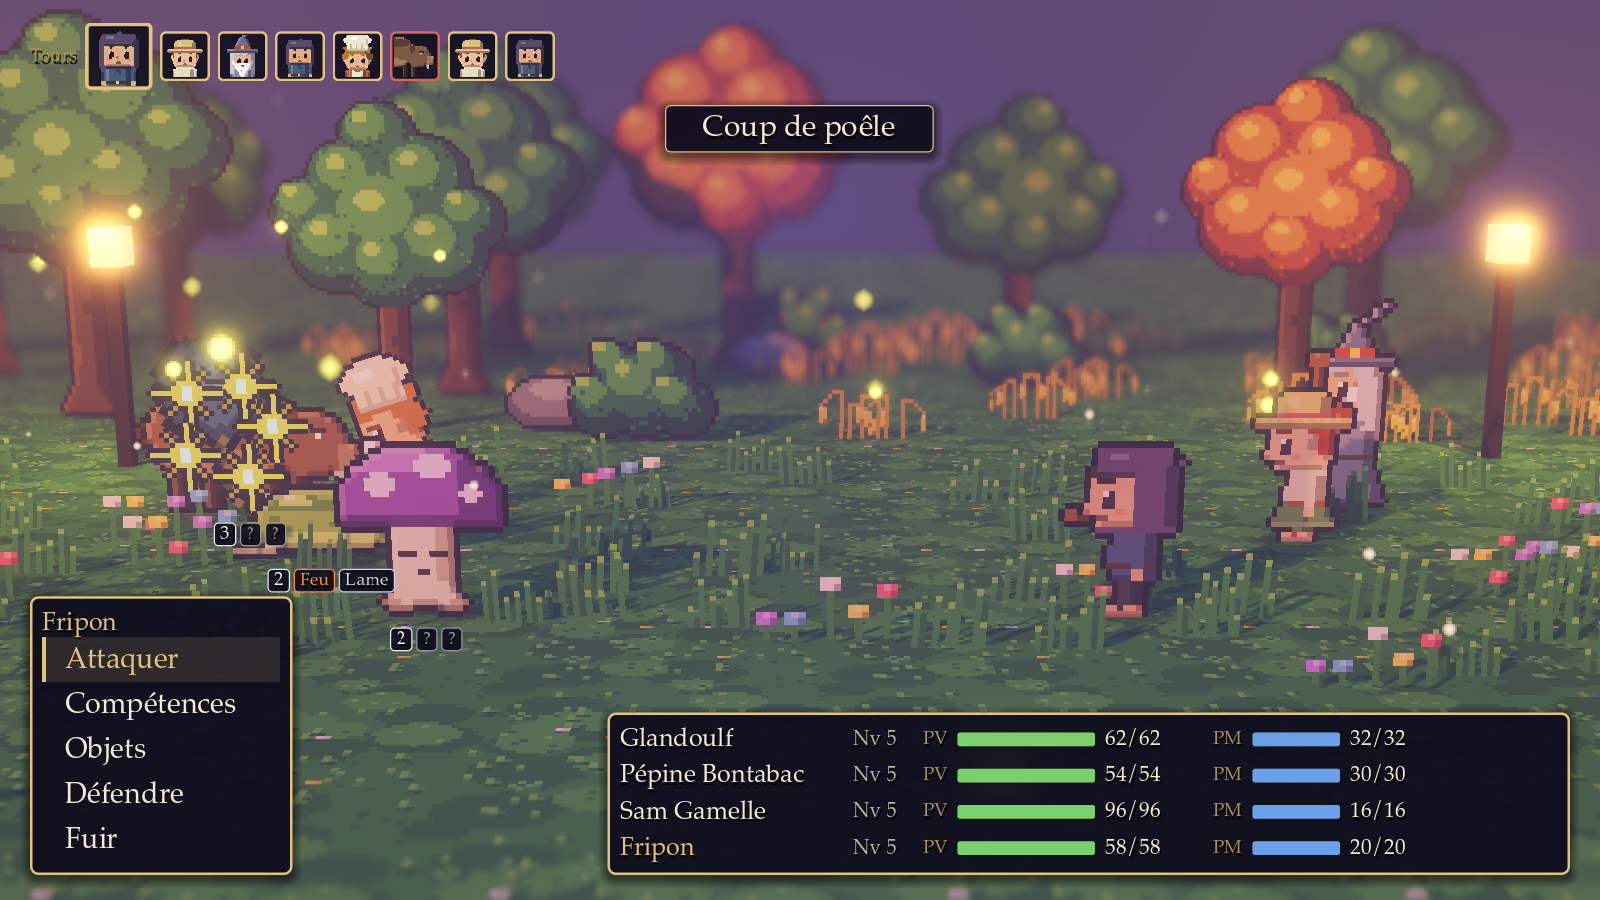 Tours
Coup de poêle
3 ? ?
2 Feu Lame
2 ? ?
Fripon
Attaquer
Compétences
Objets
Défendre
Fuir
Glandoulf Nv 5 PV 62/62 PM 32/32
Pépine Bontabac Nv 5 PV 54/54 PM 30/30
Sam Gamelle Nv 5 PV 96/96 PM 16/16
Fripon Nv 5 PV 58/58 PM 20/20